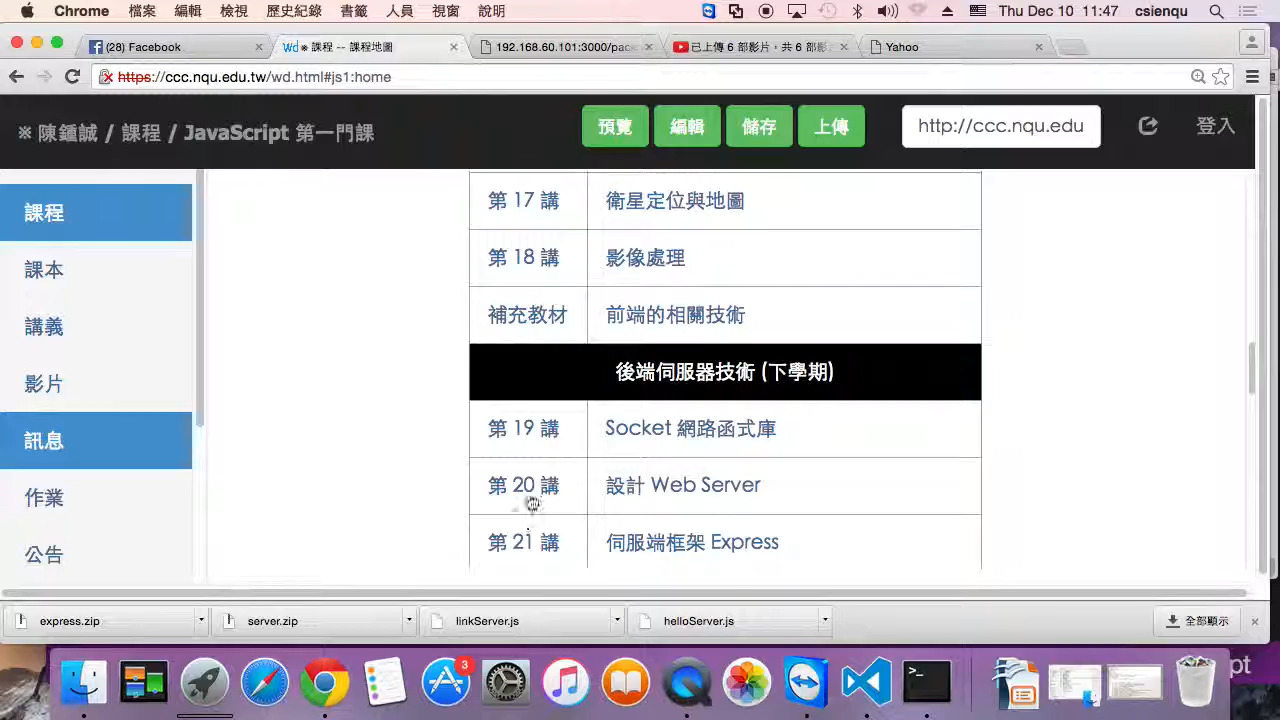 Chrome 檔案 編輯 檢視 歷史紀錄 書籤 人員 視窗 說明 Thu Dec 10 11:47 csienqu
(28) Facebook
Wd ※ 課程 -- 課程地圖
192.168.60.101:3000/pac
已上傳 6 部影片，共 6 部影
Yahoo
https://ccc.nqu.edu.tw/wd.html#js1:home
※ 陳鍾誠 / 課程 / JavaScript 第一門課
預覽 編輯 儲存 上傳
http://ccc.nqu.edu
登入
課程
課本
講義
影片
訊息
作業
公告
第 17 講 衛星定位與地圖
第 18 講 影像處理
補充教材 前端的相關技術
後端伺服器技術 (下學期)
第 19 講 Socket 網路函式庫
第 20 講 設計 Web Server
第 21 講 伺服端框架 Express
express.zip
server.zip
linkServer.js
helloServer.js
全部顯示
3
>_
pt